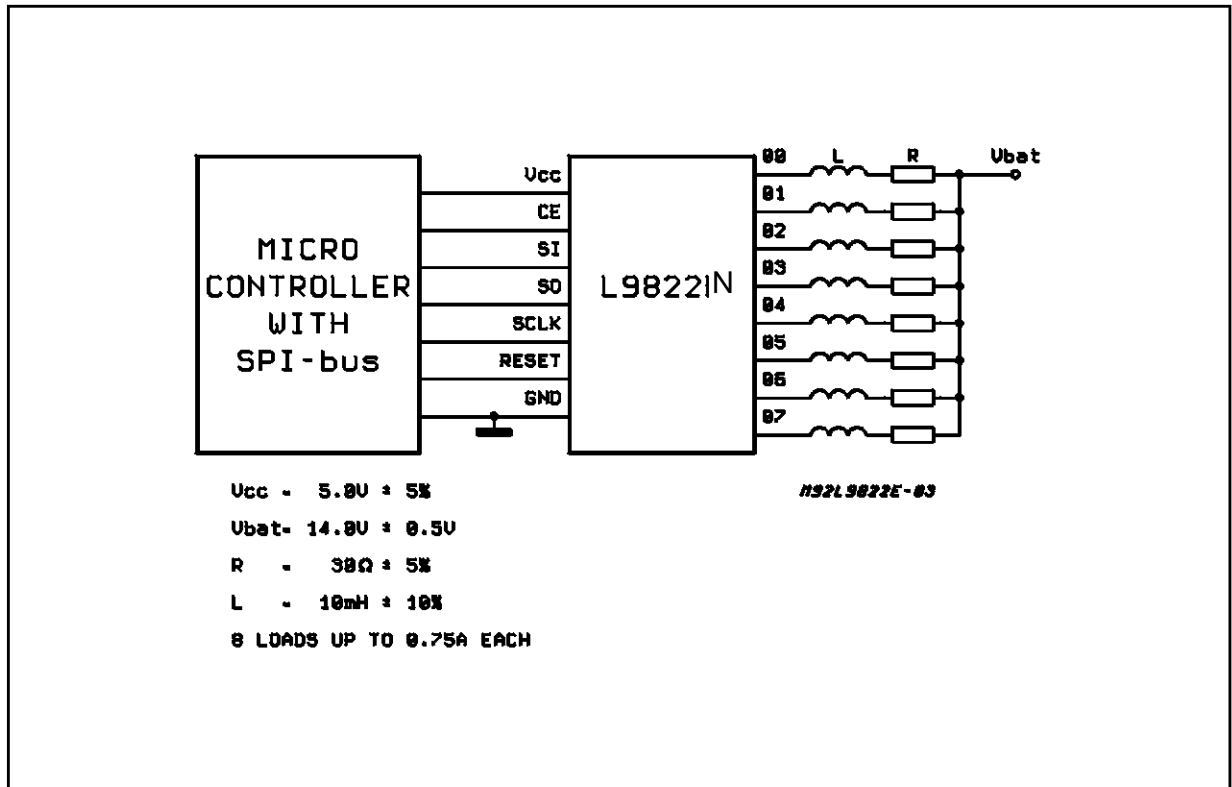 MICRO
CONTROLLER
WITH
SPI-bus
Vcc
CE
SI
SO
SCLK
RESET
GND
L9822IN
00
01
02
03
04
05
06
07
L
R
Vbat
Vcc = 5.0V ± 5%
Vbat= 14.0V ± 0.5V
R = 30Ω ± 5%
L = 10mH ± 10%
8 LOADS UP TO 0.75A EACH
M92L9822E-03